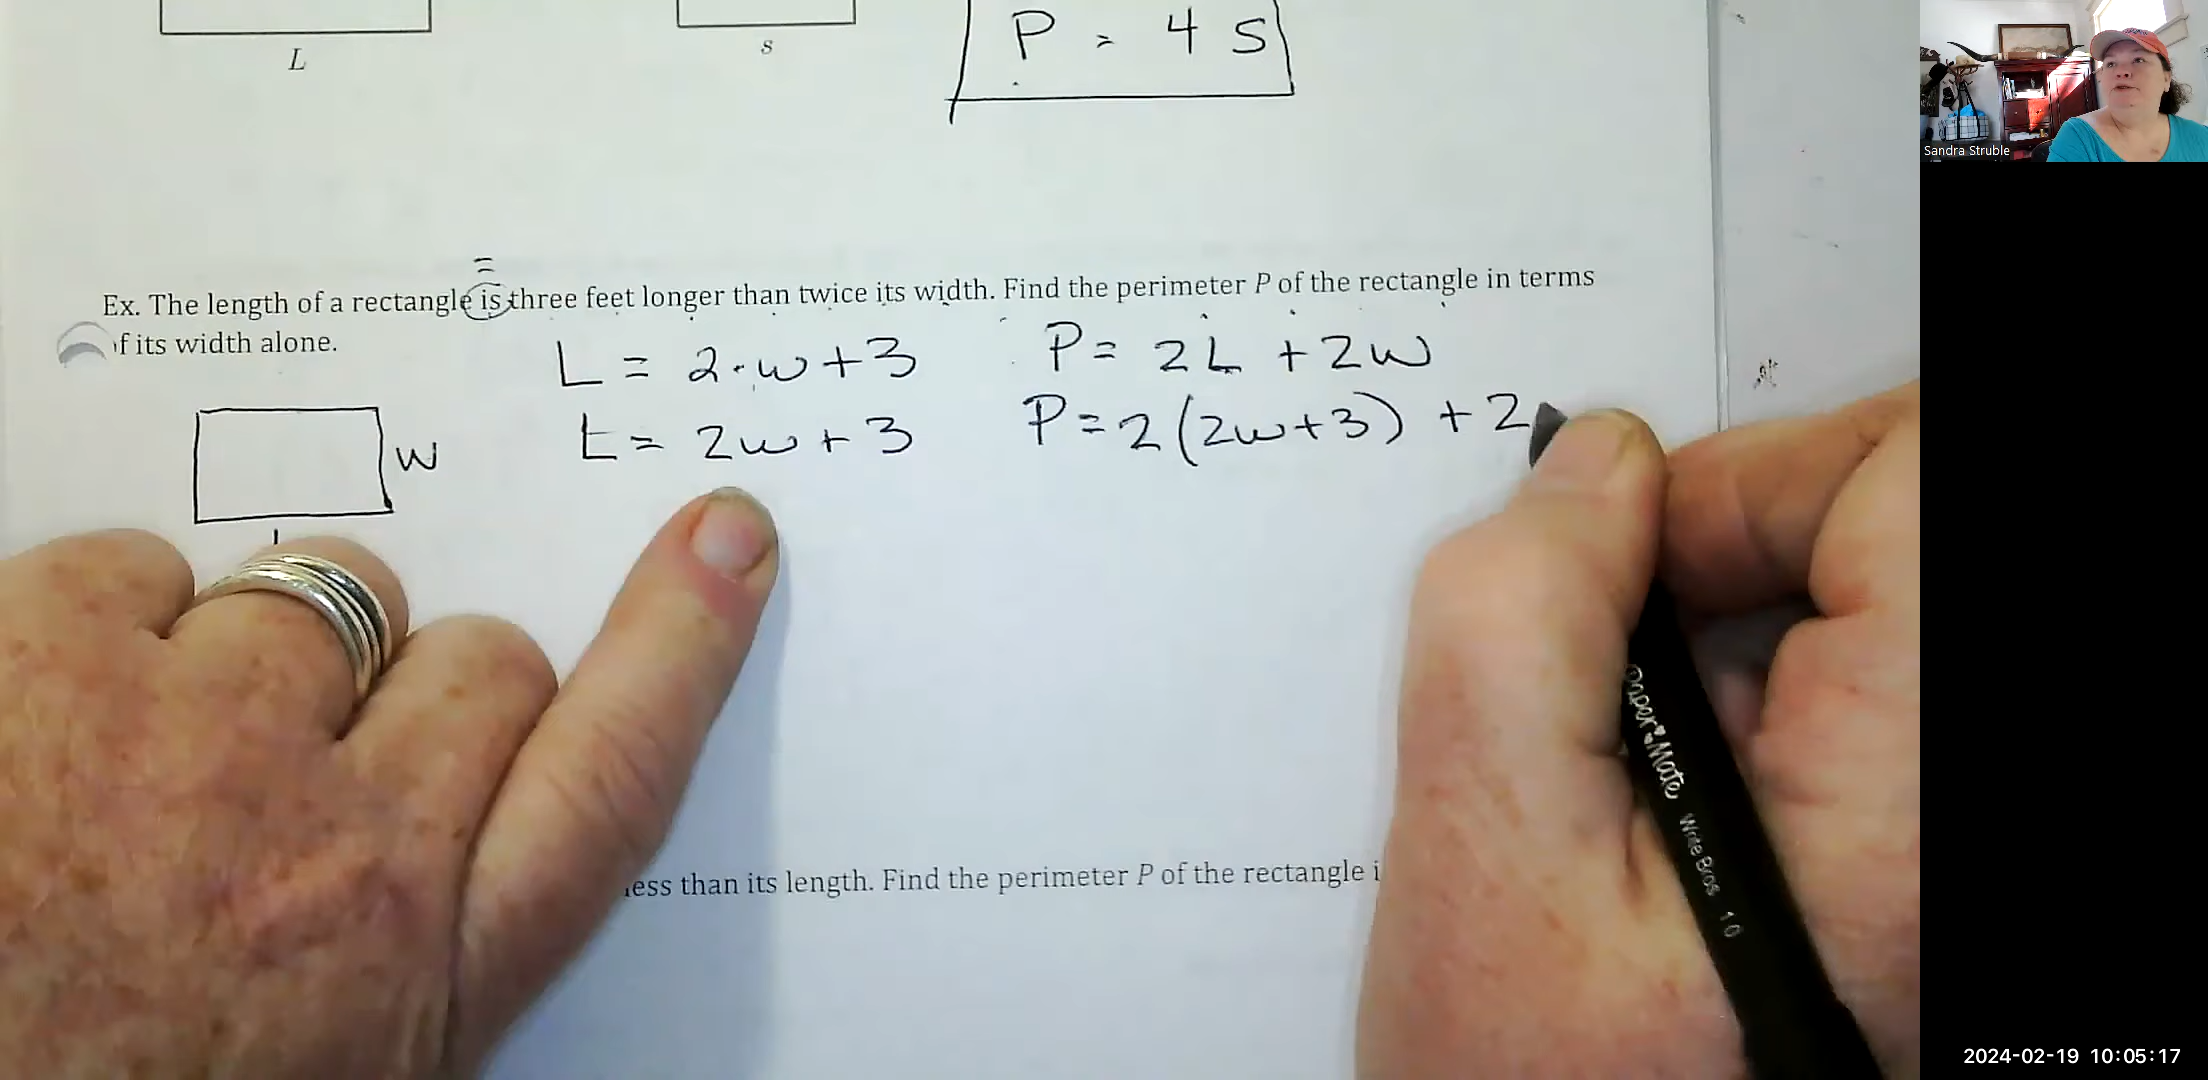 L
s
P = 4 s
=
Ex. The length of a rectangle is three feet longer than twice its width. Find the perimeter P of the rectangle in terms
f its width alone.
L = 2 · w + 3
P = 2L + 2w
L = 2w + 3
P = 2(2w + 3) + 2
w
less than its length. Find the perimeter P of the rectangle i
Paper Mate Write Bros 1.0
Sandra Struble
2024-02-19 10:05:17